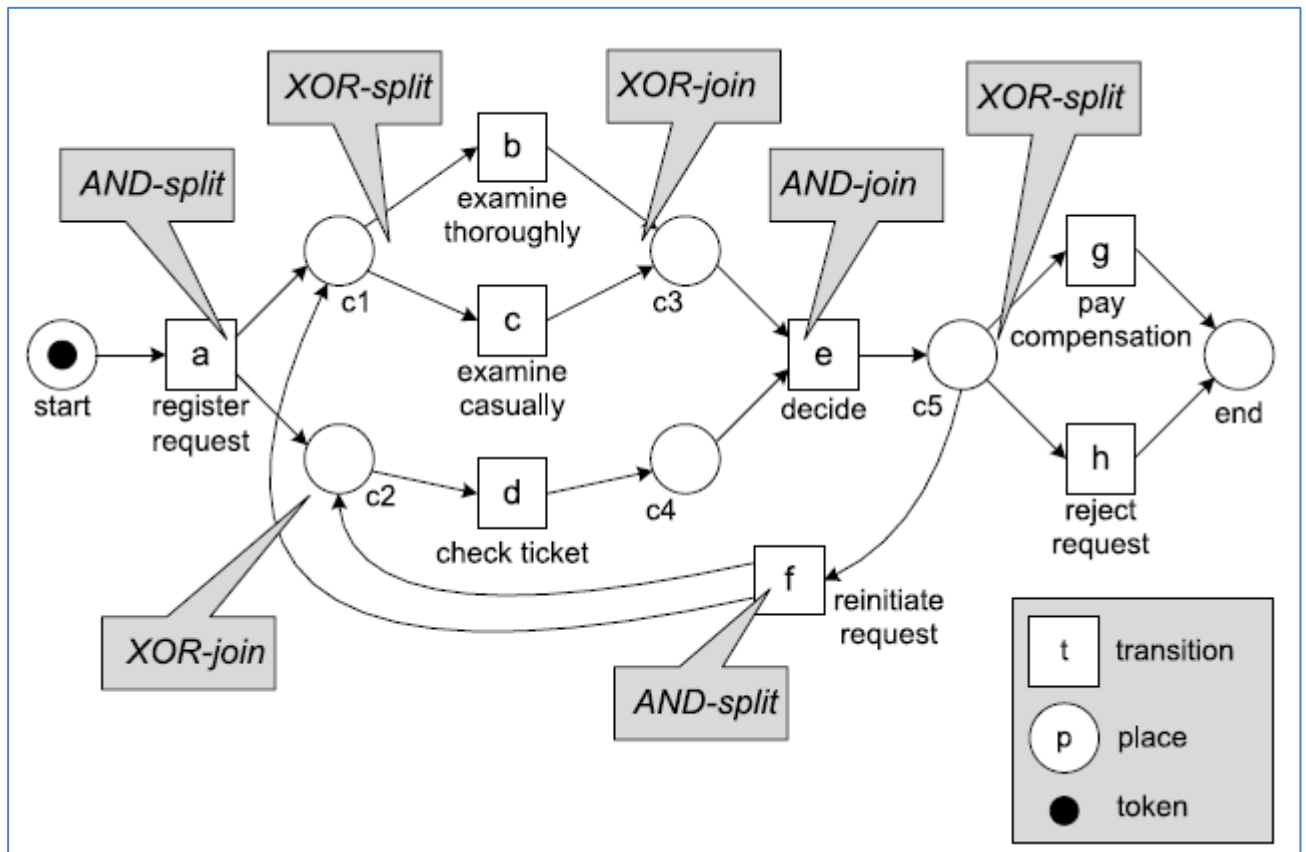 XOR-split
XOR-join
XOR-split
AND-split
AND-join
b
examine
thoroughly
g
pay
compensation
c1
c3
c
examine
casually
start
a
register
request
e
decide
c5
end
c2
d
check ticket
c4
h
reject
request
f
reinitiate
request
XOR-join
AND-split
t
transition
p
place
token